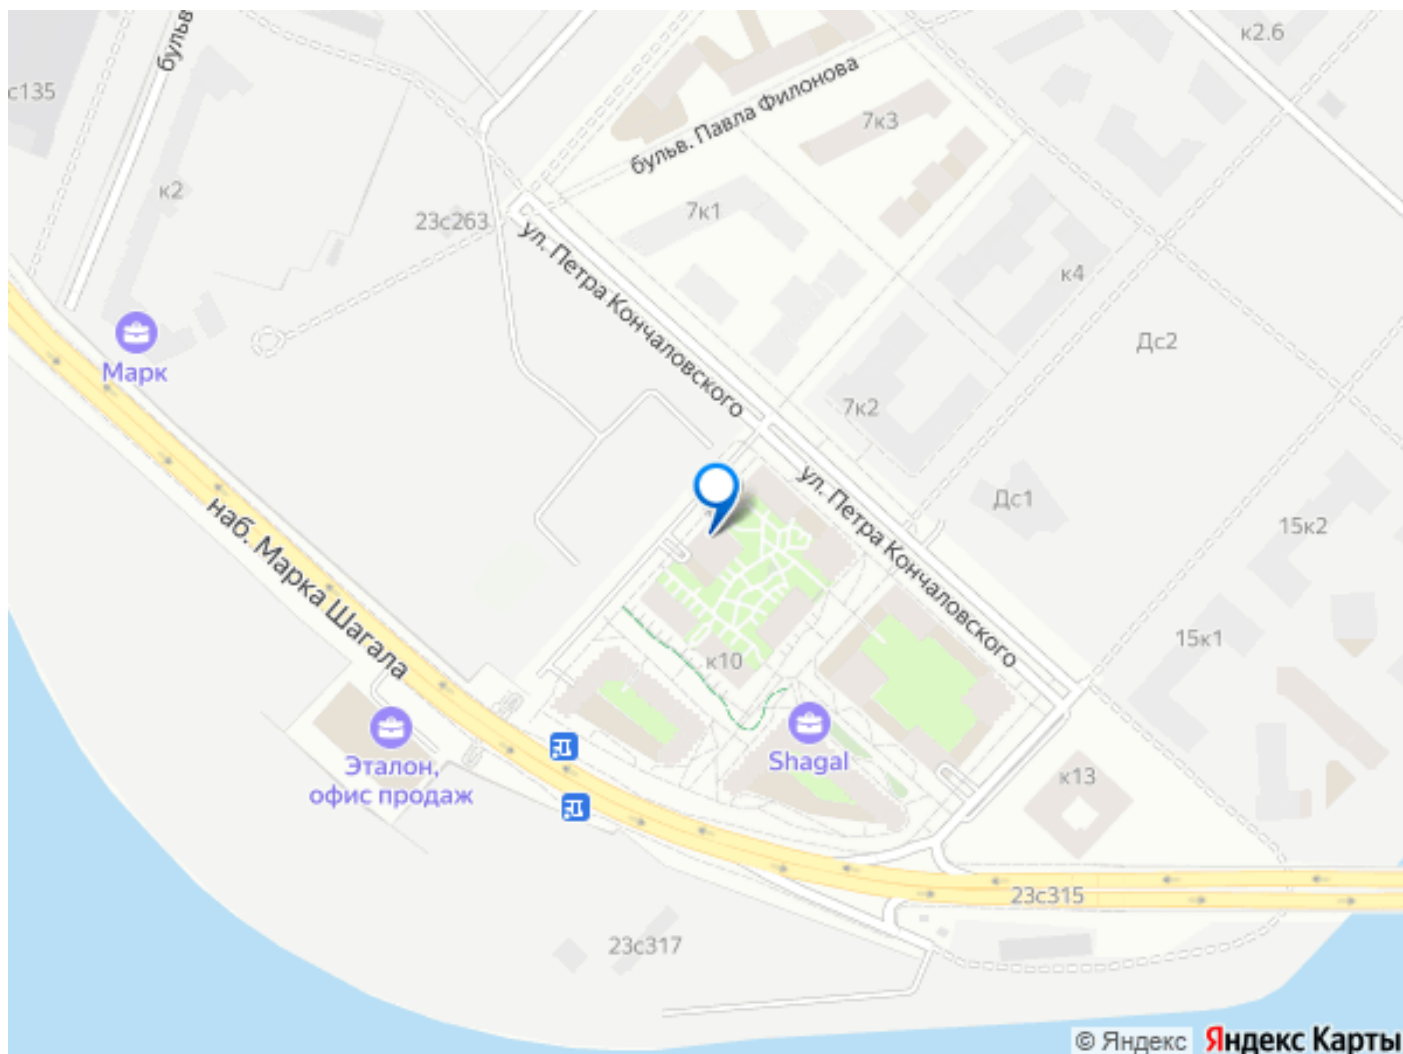 бульв
к2.6
с135
бульв. Павла Филонова
7к3
к2
23с263
7к1
ул. Петра Кончаловского
к4
Марк
Дс2
7к2
ул. Петра Кончаловского
Дс1
15к2
наб. Марка Шагала
15к1
к10
Shagal
Эталон,
офис продаж
к13
23с315
23с317
© Яндекс Яндекс Карты